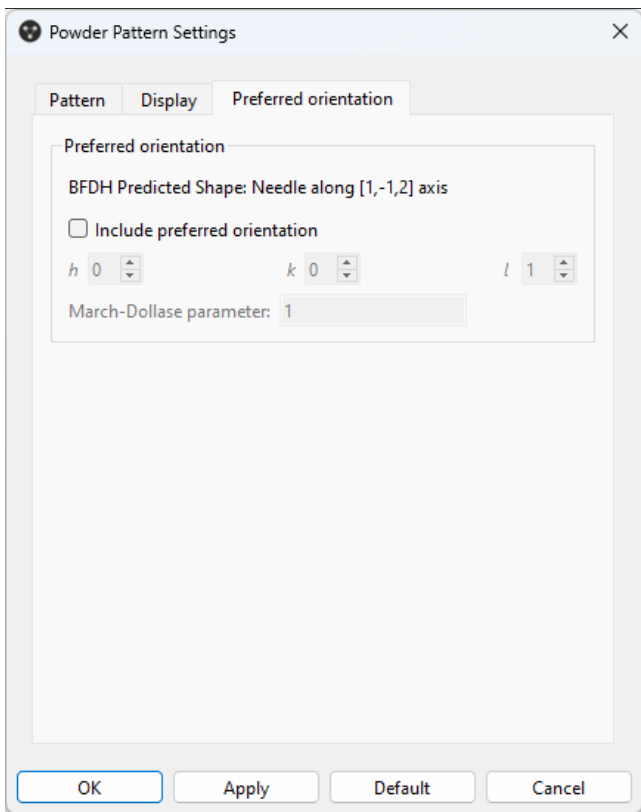 Powder Pattern Settings
Pattern Display Preferred orientation
Preferred orientation
BFDH Predicted Shape: Needle along [1,-1,2] axis
Include preferred orientation
h 0 k 0 l 1
March-Dollase parameter: 1
OK Apply Default Cancel